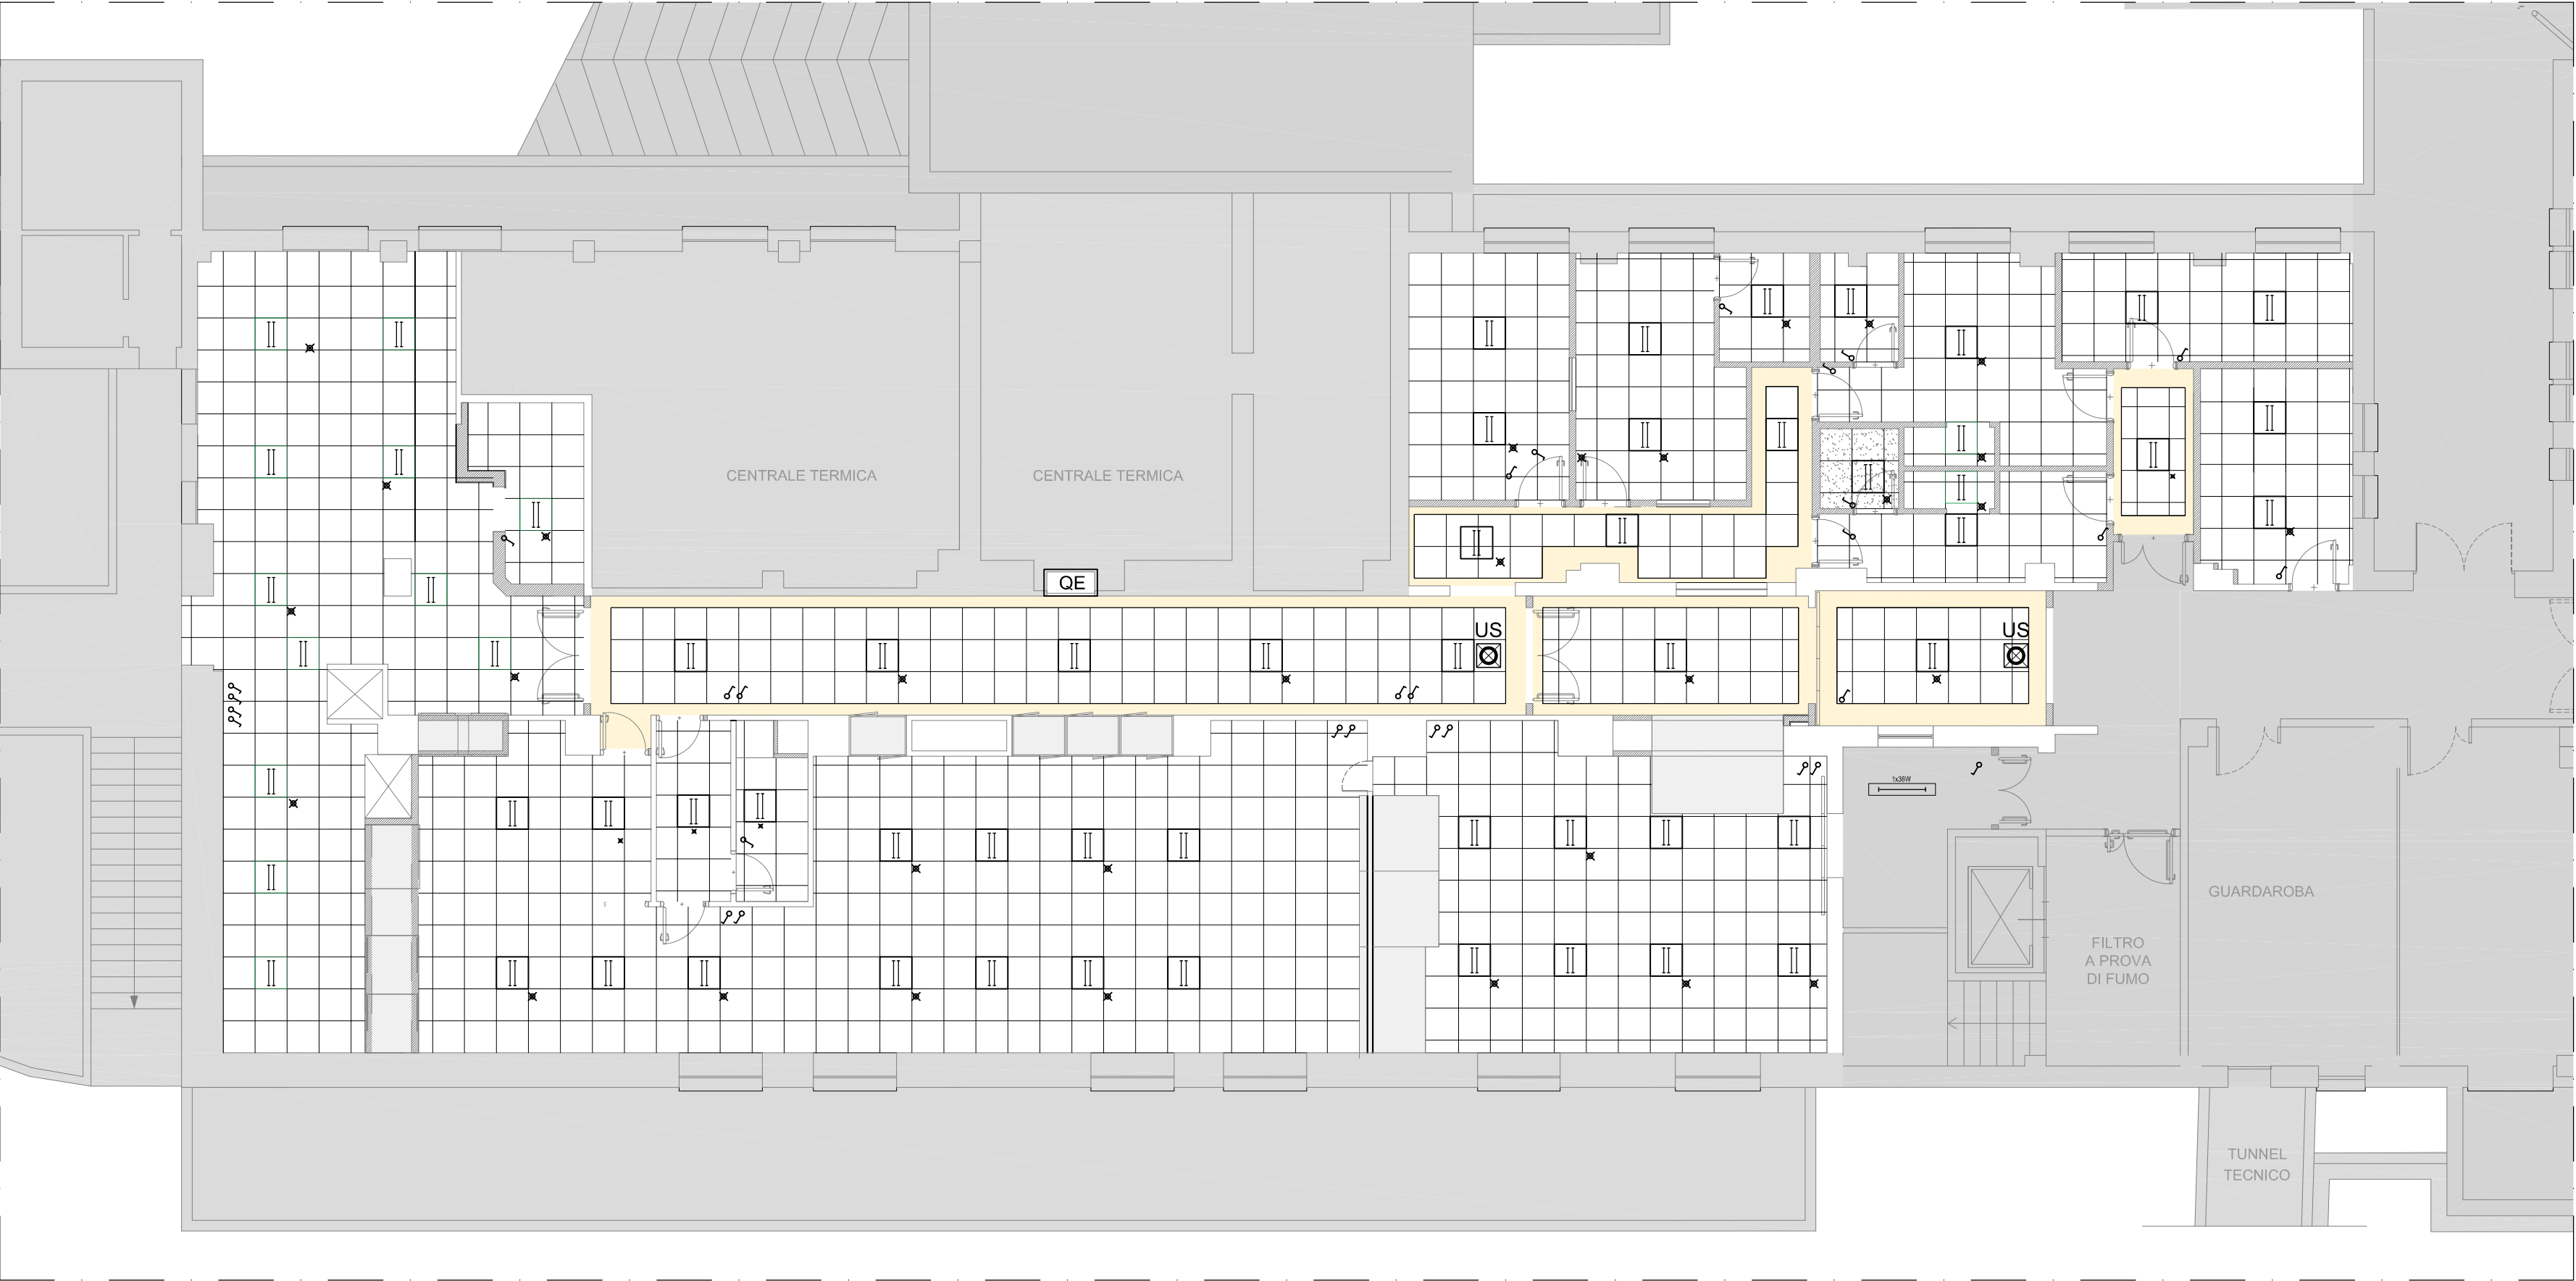 CENTRALE TERMICA
CENTRALE TERMICA
QE
US
US
1x36W
GUARDAROBA
FILTRO
A PROVA
DI FUMO
TUNNEL
TECNICO